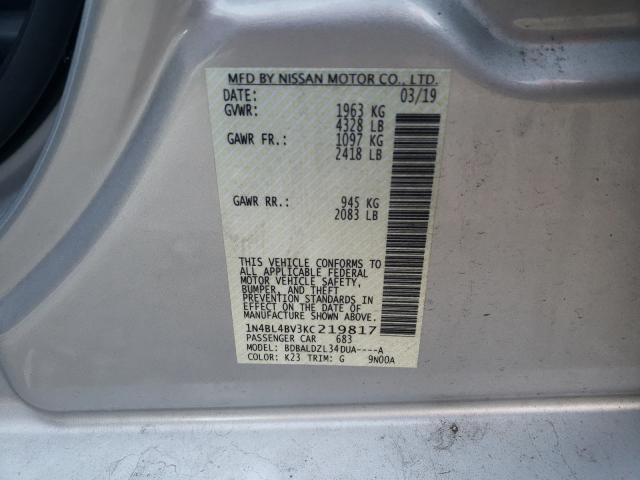 MFD BY NISSAN MOTOR CO., LTD.
DATE: 03/19
GVWR: 1963 KG
4328 LB
GAWR FR.: 1097 KG
2418 LB
GAWR RR.: 945 KG
2083 LB
THIS VEHICLE CONFORMS TO
ALL APPLICABLE FEDERAL
MOTOR VEHICLE SAFETY,
BUMPER, AND THEFT
PREVENTION STANDARDS IN
EFFECT ON THE DATE OF
MANUFACTURE SHOWN ABOVE.
1N4BL4BV3KC219817
PASSENGER CAR 683
MODEL: BDBALDZL34DUA----A
COLOR: K23 TRIM: G 9N00A